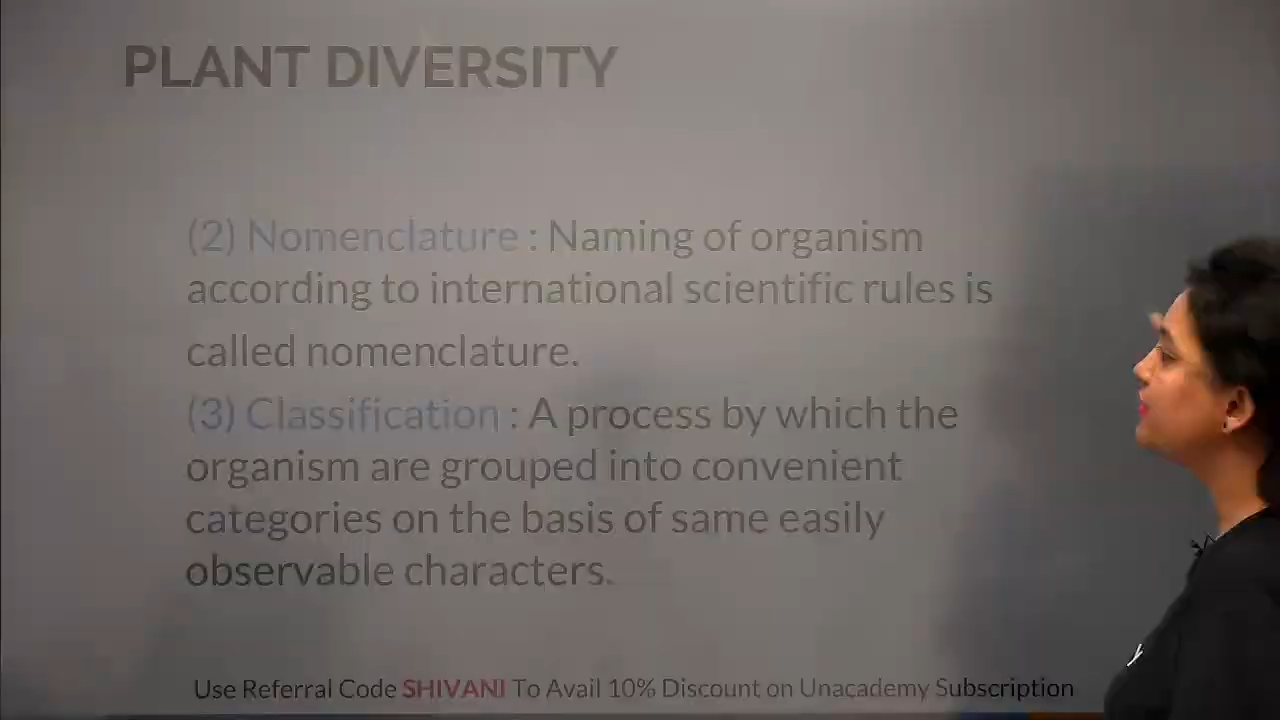 PLANT DIVERSITY
(2) Nomenclature : Naming of organism
according to international scientific rules is
called nomenclature.
(3) Classification : A process by which the
organism are grouped into convenient
categories on the basis of same easily
observable characters.
Use Referral Code SHIVANI To Avail 10% Discount on Unacademy Subscription